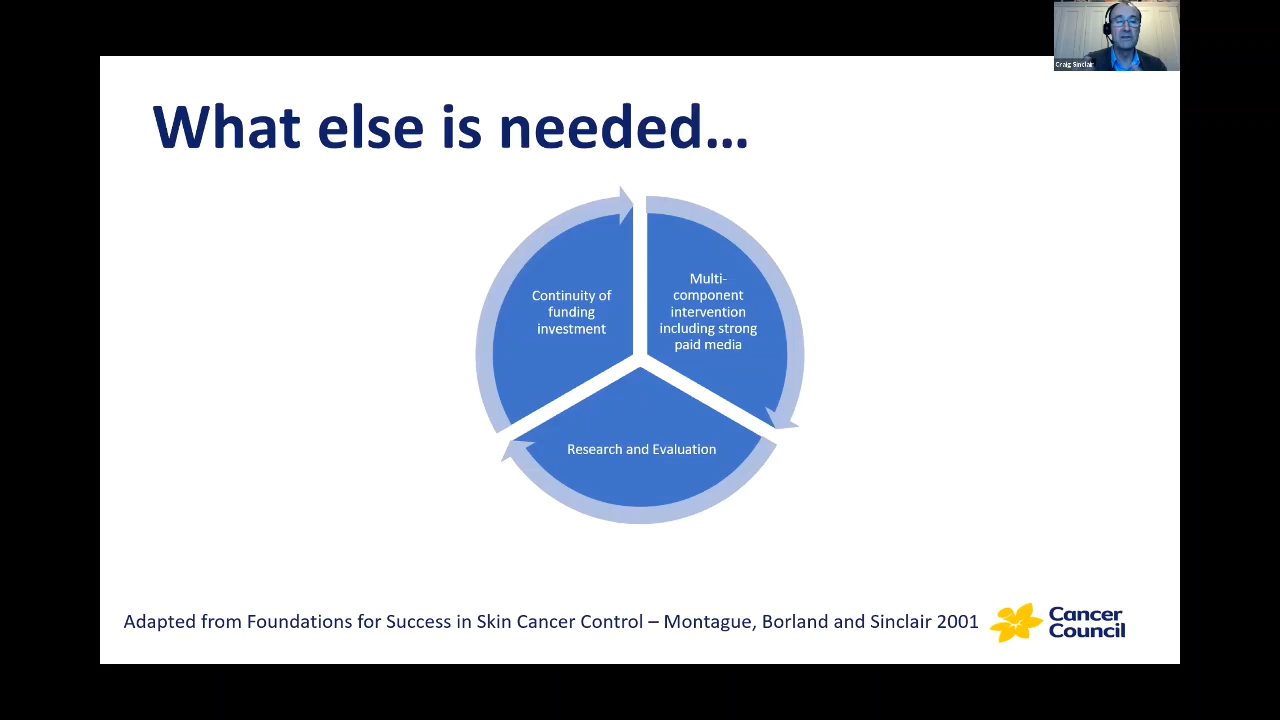 Craig Sinclair
What else is needed...
Continuity of
funding
investment
Multi-
component
intervention
including strong
paid media
Research and Evaluation
Adapted from Foundations for Success in Skin Cancer Control – Montague, Borland and Sinclair 2001
Cancer
Council